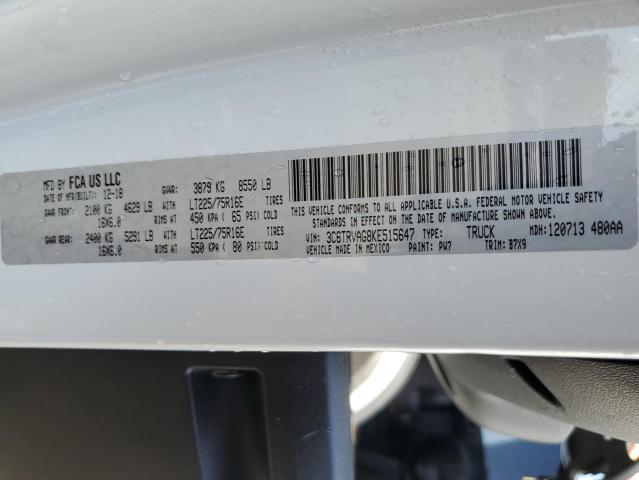 MFD BY FCA US LLC
DATE OF MFR(BUILT): 12-18 GVWR: 3879 KG 8550 LB
GAWR FRONT: 2100 KG 4629 LB WITH LT225/75R16E TIRES
16X6.0 RIMS AT 450 KPA ( 65 PSI) COLD
GAWR REAR: 2400 KG 5291 LB WITH LT225/75R16E TIRES
16X6.0 RIMS AT 550 KPA ( 80 PSI) COLD
THIS VEHICLE CONFORMS TO ALL APPLICABLE U.S.A. FEDERAL MOTOR VEHICLE SAFETY
STANDARDS IN EFFECT ON THE DATE OF MANUFACTURE SHOWN ABOVE.
VIN: 3C6TRVAG8KE515647 TYPE: TRUCK MDH: 120713 480AA
VEHICLE MADE IN MEXICO PAINT: PW7 TRIM: B7X9